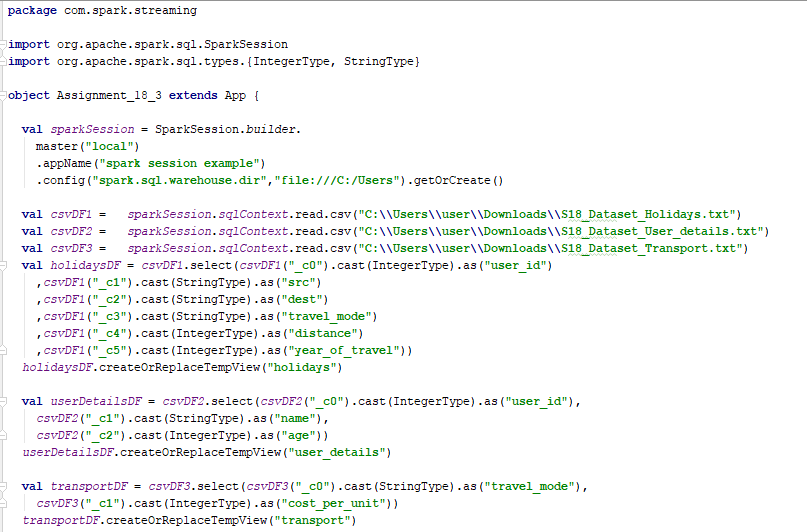 package com.spark.streaming
import org.apache.spark.sql.SparkSession
import org.apache.spark.sql.types.{IntegerType, StringType}
object Assignment_18_3 extends App {
val sparkSession = SparkSession.builder.
master("local")
.appName("spark session example")
.config("spark.sql.warehouse.dir","file:///C:/Users").getOrCreate()
val csvDF1 =   sparkSession.sqlContext.read.csv("C:\\Users\\user\\Downloads\\S18_Dataset_Holidays.txt")
val csvDF2 =   sparkSession.sqlContext.read.csv("C:\\Users\\user\\Downloads\\S18_Dataset_User_details.txt")
val csvDF3 =   sparkSession.sqlContext.read.csv("C:\\Users\\user\\Downloads\\S18_Dataset_Transport.txt")
val holidaysDF = csvDF1.select(csvDF1("_c0").cast(IntegerType).as("user_id")
,csvDF1("_c1").cast(StringType).as("src")
,csvDF1("_c2").cast(StringType).as("dest")
,csvDF1("_c3").cast(StringType).as("travel_mode")
,csvDF1("_c4").cast(IntegerType).as("distance")
,csvDF1("_c5").cast(IntegerType).as("year_of_travel"))
holidaysDF.createOrReplaceTempView("holidays")
val userDetailsDF = csvDF2.select(csvDF2("_c0").cast(IntegerType).as("user_id"),
csvDF2("_c1").cast(StringType).as("name"),
csvDF2("_c2").cast(IntegerType).as("age"))
userDetailsDF.createOrReplaceTempView("user_details")
val transportDF = csvDF3.select(csvDF3("_c0").cast(StringType).as("travel_mode"),
csvDF3("_c1").cast(IntegerType).as("cost_per_unit"))
transportDF.createOrReplaceTempView("transport")